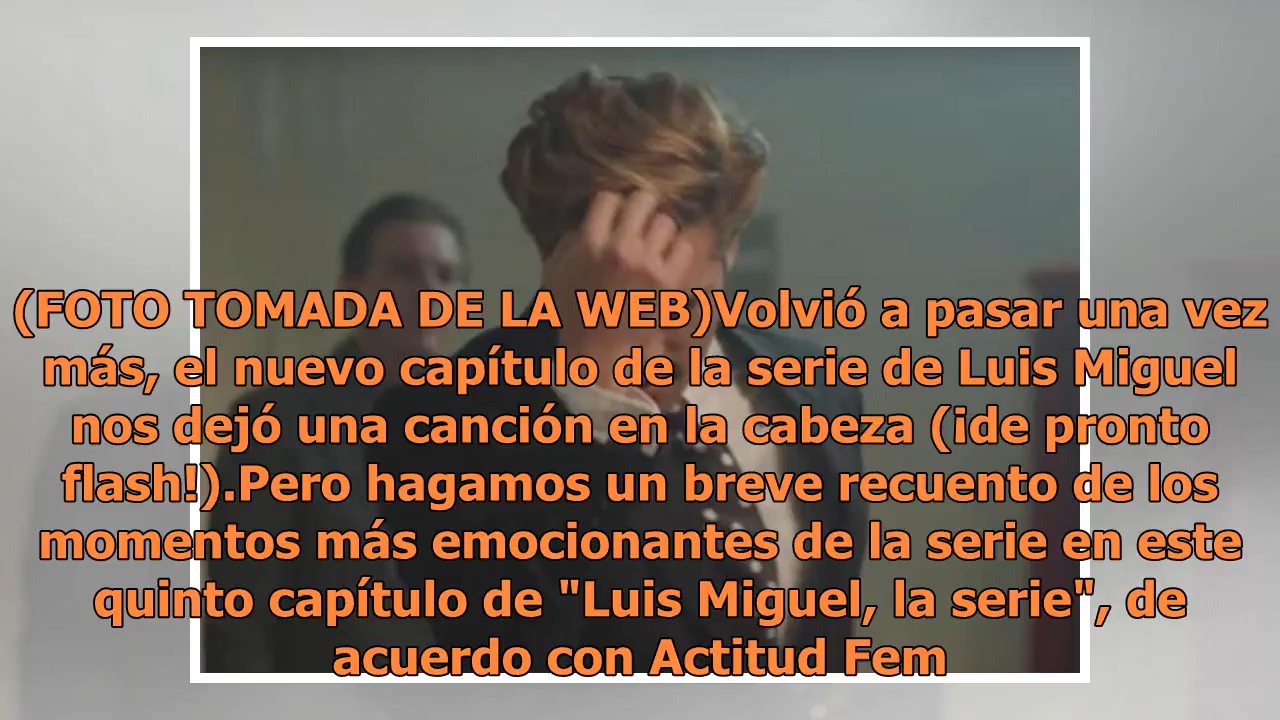 (FOTO TOMADA DE LA WEB)Volvió a pasar una vez
más, el nuevo capítulo de la serie de Luis Miguel
nos dejó una canción en la cabeza (¡de pronto
flash!).Pero hagamos un breve recuento de los
momentos más emocionantes de la serie en este
quinto capítulo de "Luis Miguel, la serie", de
acuerdo con Actitud Fem